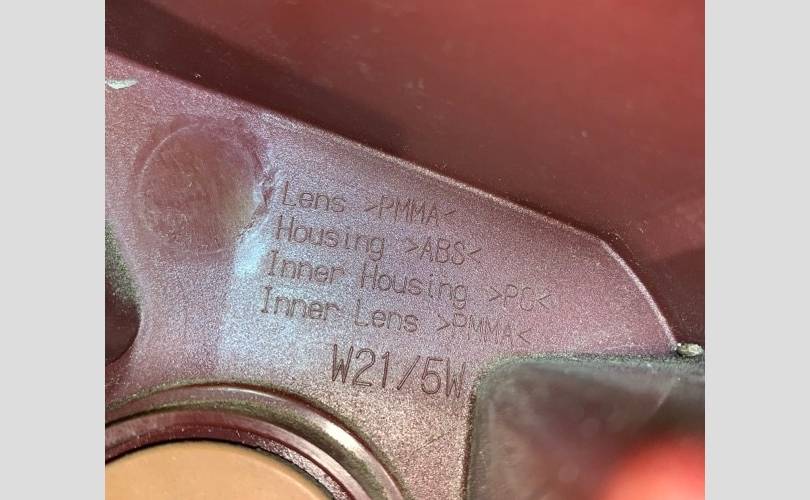 Lens >PMMA<
Housing >ABS<
Inner Housing >PC<
Inner Lens >PMMA<
W21/5W